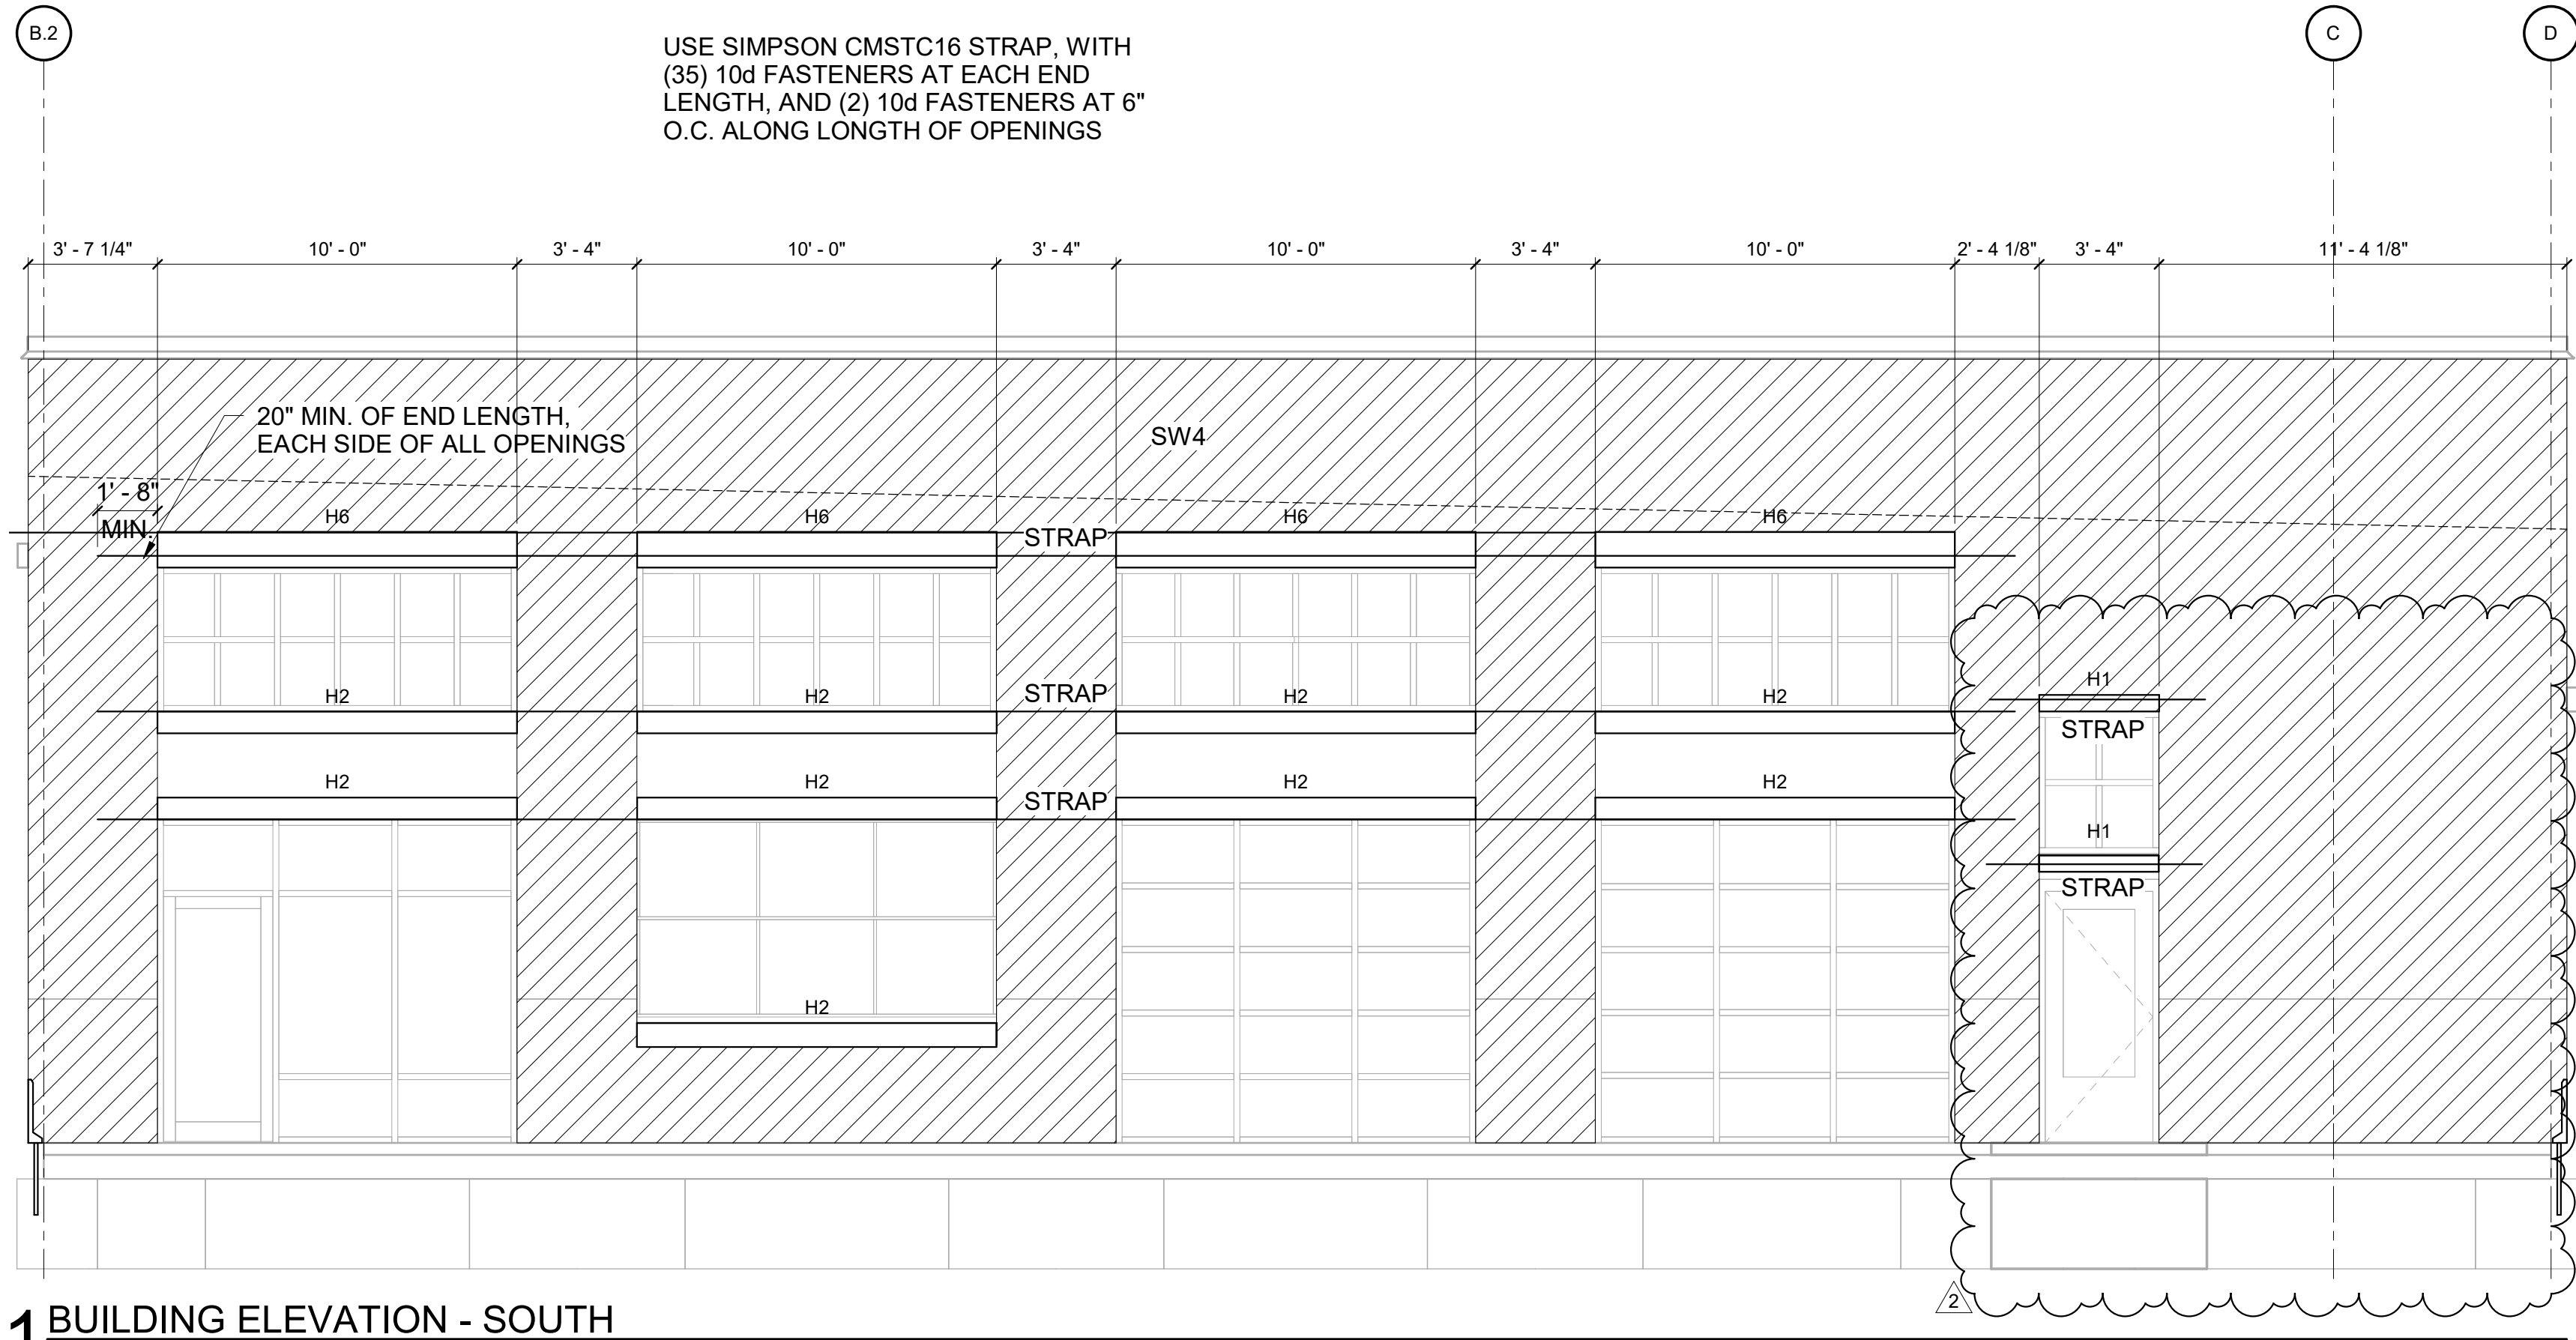 B.2
C
D
USE SIMPSON CMSTC16 STRAP, WITH
(35) 10d FASTENERS AT EACH END
LENGTH, AND (2) 10d FASTENERS AT 6"
O.C. ALONG LONGTH OF OPENINGS
3' - 7 1/4"
10' - 0"
3' - 4"
10' - 0"
3' - 4"
10' - 0"
3' - 4"
10' - 0"
2' - 4 1/8"
3' - 4"
11' - 4 1/8"
20" MIN. OF END LENGTH,
EACH SIDE OF ALL OPENINGS
SW4
1' - 8"
MIN.
H6
H6
H6
H6
STRAP
H2
H2
STRAP
H2
H2
H1
STRAP
H2
H2
STRAP
H2
H2
H1
STRAP
H2
2
1 BUILDING ELEVATION - SOUTH